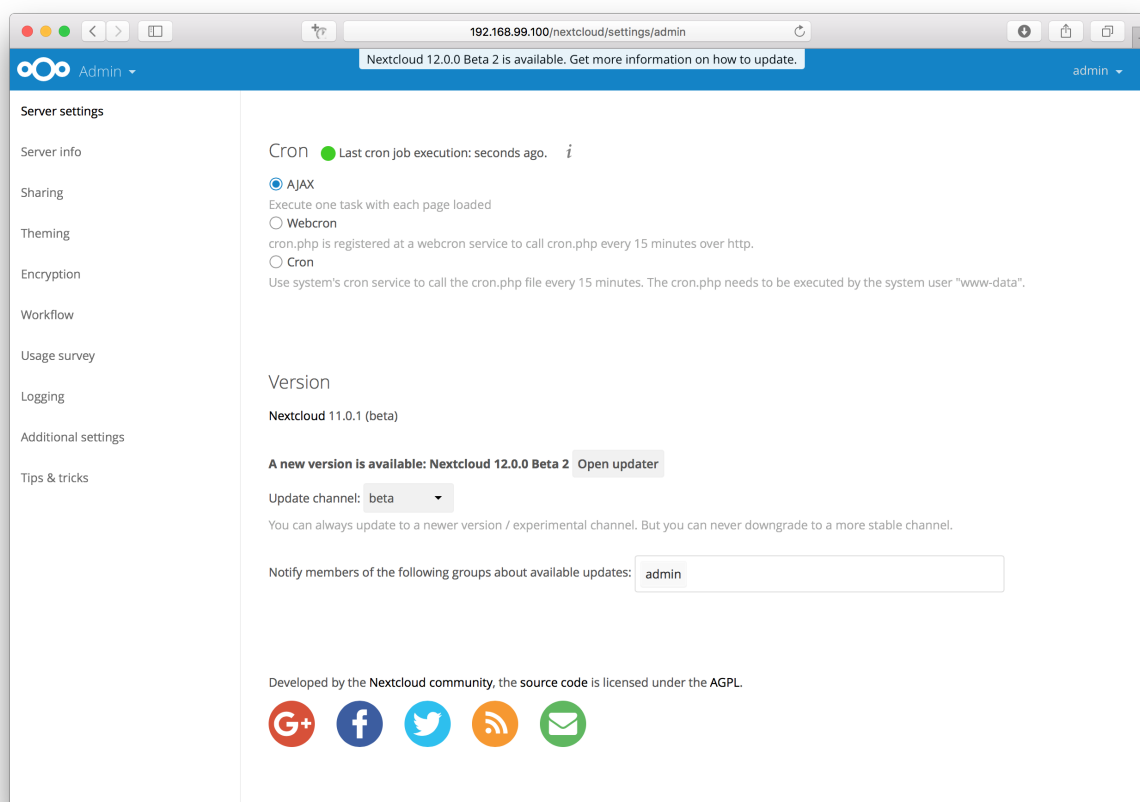 192.168.99.100/nextcloud/settings/admin
Nextcloud 12.0.0 Beta 2 is available. Get more information on how to update.
Admin
admin
Server settings
Server info
Sharing
Theming
Encryption
Workflow
Usage survey
Logging
Additional settings
Tips & tricks
Cron Last cron job execution: seconds ago. i
AJAX
Execute one task with each page loaded
Webcron
cron.php is registered at a webcron service to call cron.php every 15 minutes over http.
Cron
Use system's cron service to call the cron.php file every 15 minutes. The cron.php needs to be executed by the system user "www-data".
Version
Nextcloud 11.0.1 (beta)
A new version is available: Nextcloud 12.0.0 Beta 2 Open updater
Update channel: beta
You can always update to a newer version / experimental channel. But you can never downgrade to a more stable channel.
Notify members of the following groups about available updates: admin
Developed by the Nextcloud community, the source code is licensed under the AGPL.
G+ f